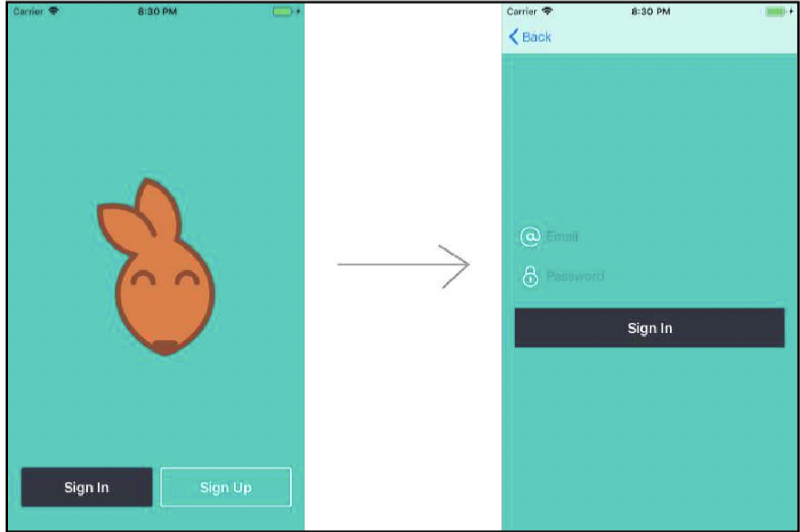 Carrier 8:30 PM
Sign In Sign Up
Carrier 8:30 PM
Back
Email
Password
Sign In